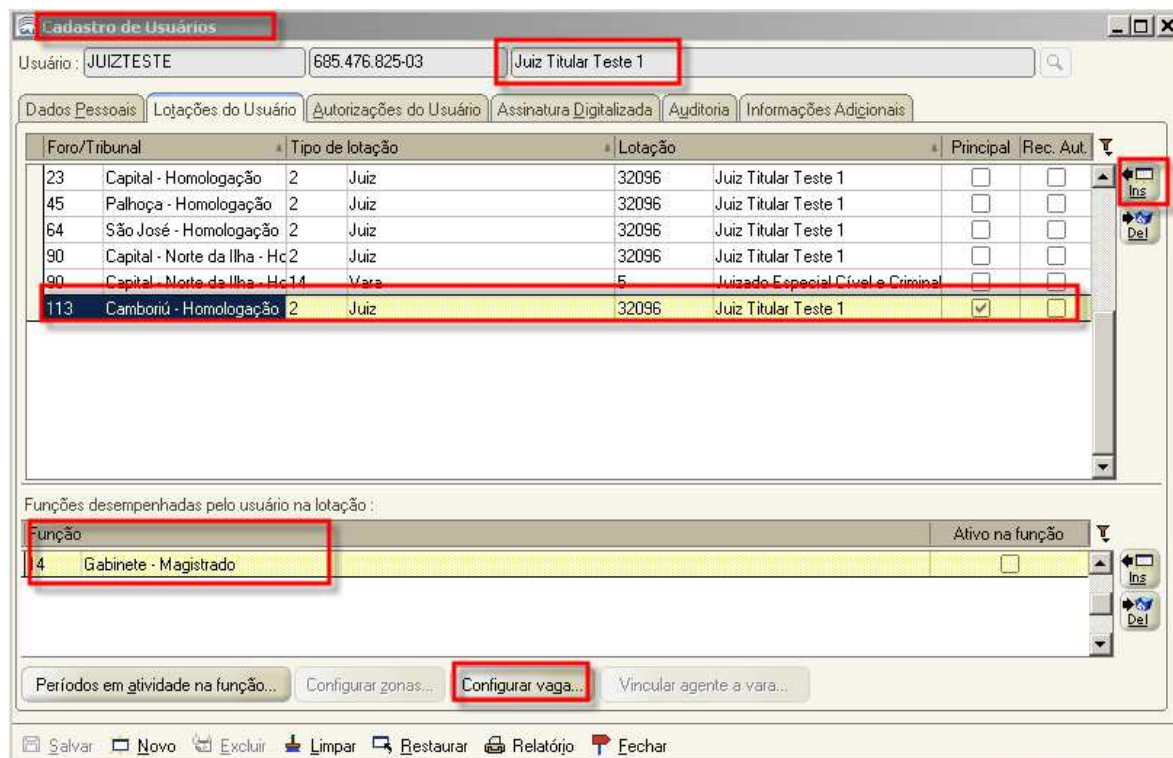 Cadastro de Usuários
Usuário : JUIZTESTE 685.476.825-03 Juiz Titular Teste 1
Dados Pessoais Lotações do Usuário Autorizações do Usuário Assinatura Digitalizada Auditoria Informações Adicionais
Foro/Tribunal Tipo de lotação Lotação Principal Rec. Aut.
23 Capital - Homologação 2 Juiz 32096 Juiz Titular Teste 1
Ins
45 Palhoça - Homologação 2 Juiz 32096 Juiz Titular Teste 1
64 São José - Homologação 2 Juiz 32096 Juiz Titular Teste 1
Del
90 Capital - Norte da Ilha - Ho 2 Juiz 32096 Juiz Titular Teste 1
90 Capital - Norte da Ilha - Ho 14 Vara 5 Juizado Especial Cível e Criminal
113 Camboriú - Homologação 2 Juiz 32096 Juiz Titular Teste 1
Funções desempenhadas pelo usuário na lotação :
Função Ativo na função
14 Gabinete - Magistrado
Ins
Del
Períodos em atividade na função... Configurar zonas... Configurar vaga... Vincular agente a vara...
Salvar Novo Excluir Limpar Restaurar Relatório Fechar